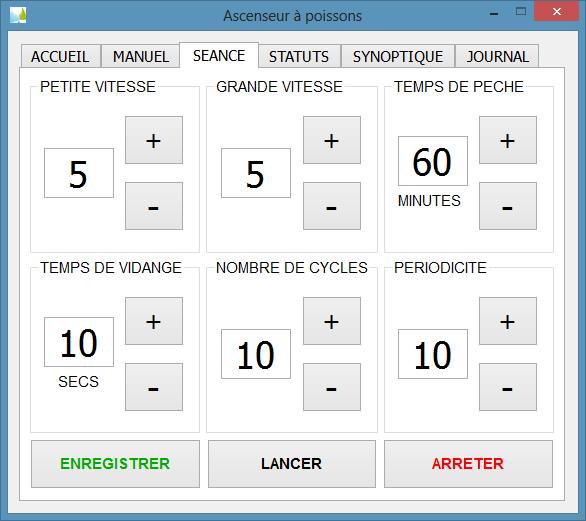 Ascenseur à poissons
ACCUEIL MANUEL SEANCE STATUTS SYNOPTIQUE JOURNAL
PETITE VITESSE GRANDE VITESSE TEMPS DE PECHE
+ + +
5 5 60
MINUTES
- - -
TEMPS DE VIDANGE NOMBRE DE CYCLES PERIODICITE
+ + +
10 10 10
SECS
- - -
ENREGISTRER LANCER ARRETER